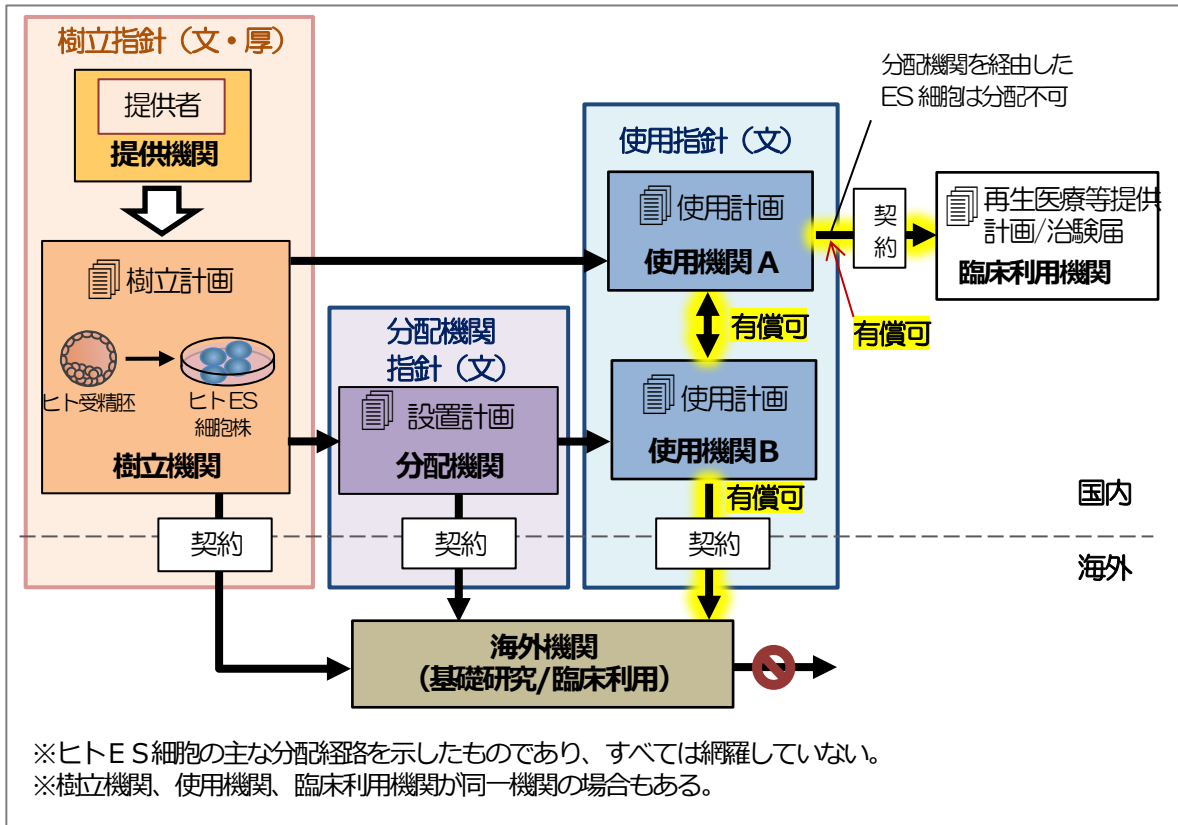 樹立指針（文・厚）
提供者
提供機関
樹立計画
ヒト受精胚
ヒトES
細胞株
樹立機関
契約
分配機関
指針（文）
設置計画
分配機関
契約
使用指針（文）
使用計画
使用機関A
有償可
使用計画
使用機関B
有償可
契約
分配機関を経由した
ES細胞は分配不可
契約
有償可
再生医療等提供
計画/治験届
臨床利用機関
国内
海外
海外機関
（基礎研究/臨床利用）
※ヒトＥＳ細胞の主な分配経路を示したものであり、すべては網羅していない。
※樹立機関、使用機関、臨床利用機関が同一機関の場合もある。